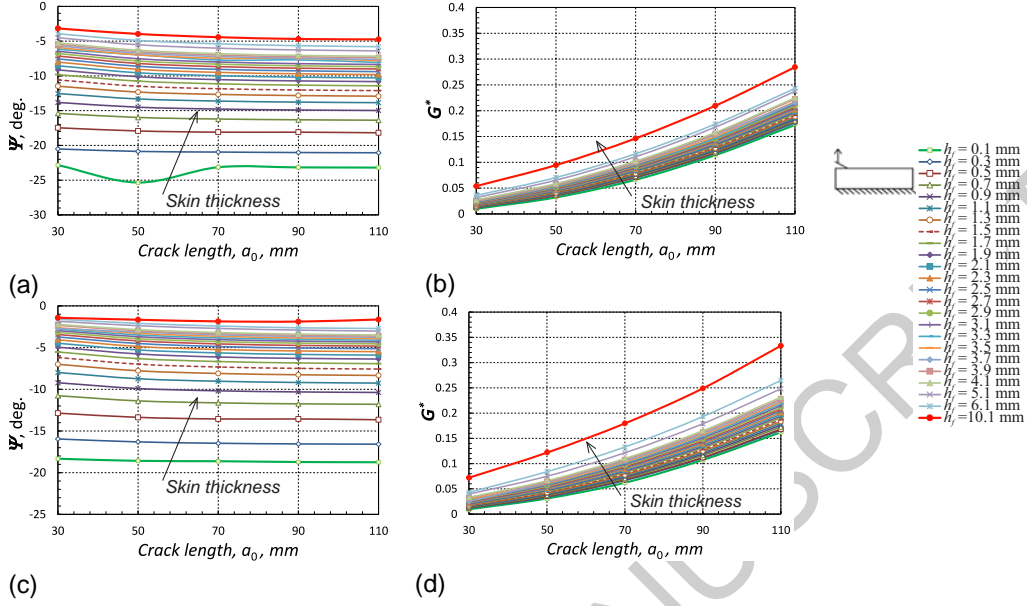 (a)
0
-5
-10
-15
-20
-25
-30
Ψ, deg.
Skin thickness
30 50 70 90 110
Crack length, a0, mm
(b)
0.4
0.35
0.3
0.25
0.2
0.15
0.1
0.05
0
G*
Skin thickness
30 50 70 90 110
Crack length, a0, mm
(c)
0
-5
-10
-15
-20
-25
Ψ, deg.
Skin thickness
30 50 70 90 110
Crack length, a0, mm
(d)
0.4
0.35
0.3
0.25
0.2
0.15
0.1
0.05
0
G*
Skin thickness
30 50 70 90 110
Crack length, a0, mm
hf = 0.1 mm
hf = 0.3 mm
hf = 0.5 mm
hf = 0.7 mm
hf = 0.9 mm
hf = 1.1 mm
hf = 1.3 mm
hf = 1.5 mm
hf = 1.7 mm
hf = 1.9 mm
hf = 2.1 mm
hf = 2.3 mm
hf = 2.5 mm
hf = 2.7 mm
hf = 2.9 mm
hf = 3.1 mm
hf = 3.3 mm
hf = 3.5 mm
hf = 3.7 mm
hf = 3.9 mm
hf = 4.1 mm
hf = 5.1 mm
hf = 6.1 mm
hf = 10.1 mm
NUSCR